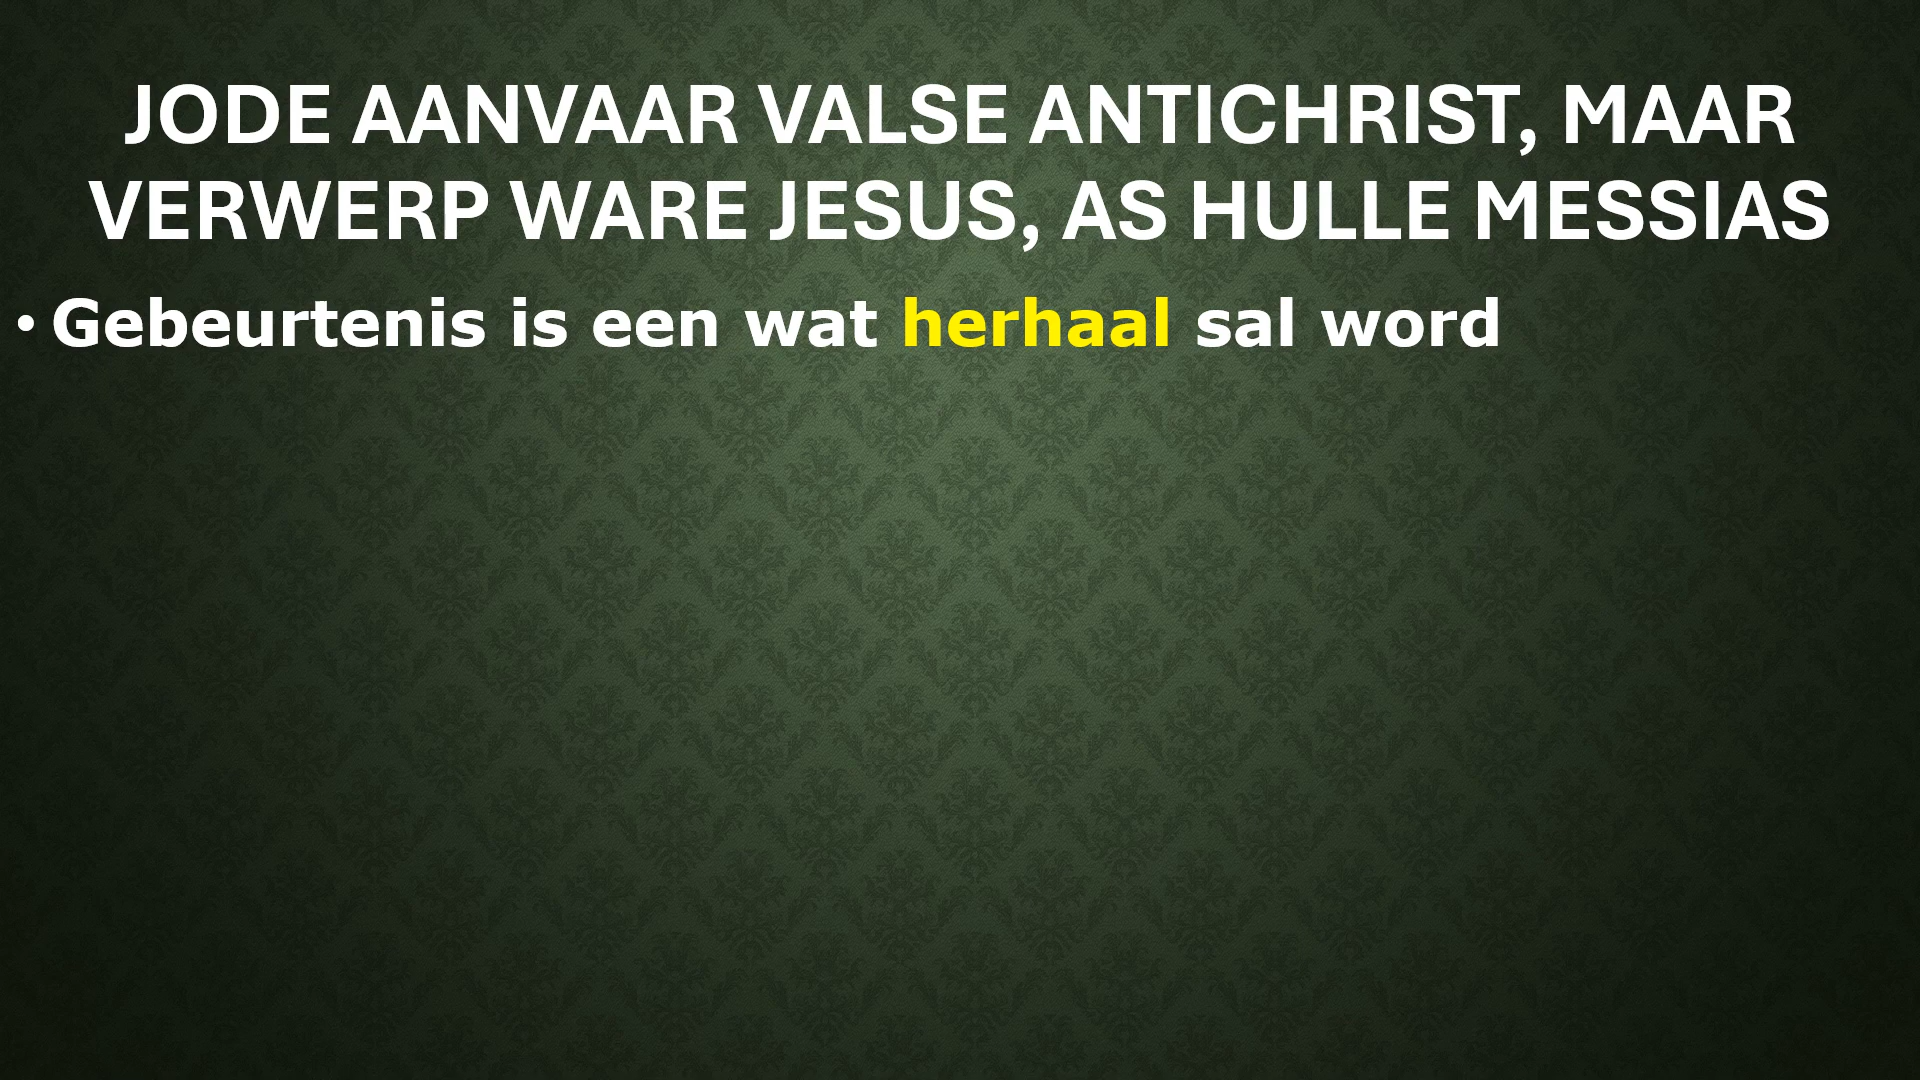 JODE AANVAAR VALSE ANTICHRIST, MAAR
VERWERP WARE JESUS, AS HULLE MESSIAS
• Gebeurtenis is een wat herhaal sal word